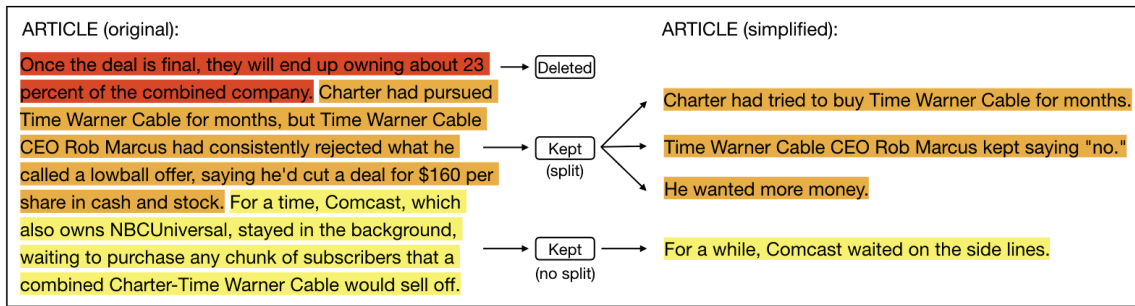 ARTICLE (original):
Once the deal is final, they will end up owning about 23
percent of the combined company. Charter had pursued
Time Warner Cable for months, but Time Warner Cable
CEO Rob Marcus had consistently rejected what he
called a lowball offer, saying he'd cut a deal for $160 per
share in cash and stock. For a time, Comcast, which
also owns NBCUniversal, stayed in the background,
waiting to purchase any chunk of subscribers that a
combined Charter-Time Warner Cable would sell off.
Deleted
Kept
(split)
Kept
(no split)
ARTICLE (simplified):
Charter had tried to buy Time Warner Cable for months.
Time Warner Cable CEO Rob Marcus kept saying "no."
He wanted more money.
For a while, Comcast waited on the side lines.